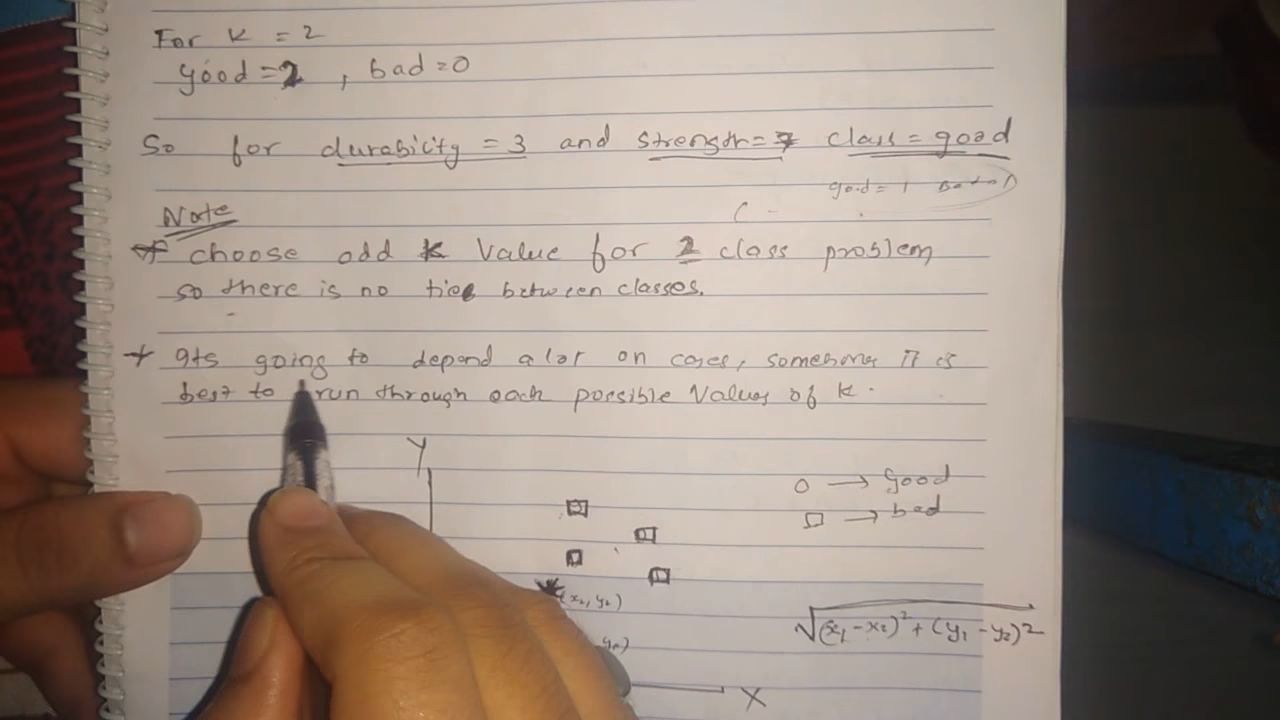 For K = 2
good = 2 , bad = 0
So for durability = 3 and strength = 7 class = good
good = 1 Bad = 1
Note
* choose odd K Value for 2 class problem
so there is no ties between classes.
* Its going to depend alot on cases, sometimes it is
best to run through each possible Values of K.
Y
○ → Good
□ → bad
(x2, y2)
√(x1 - x2)² + (y1 - y2)²
X